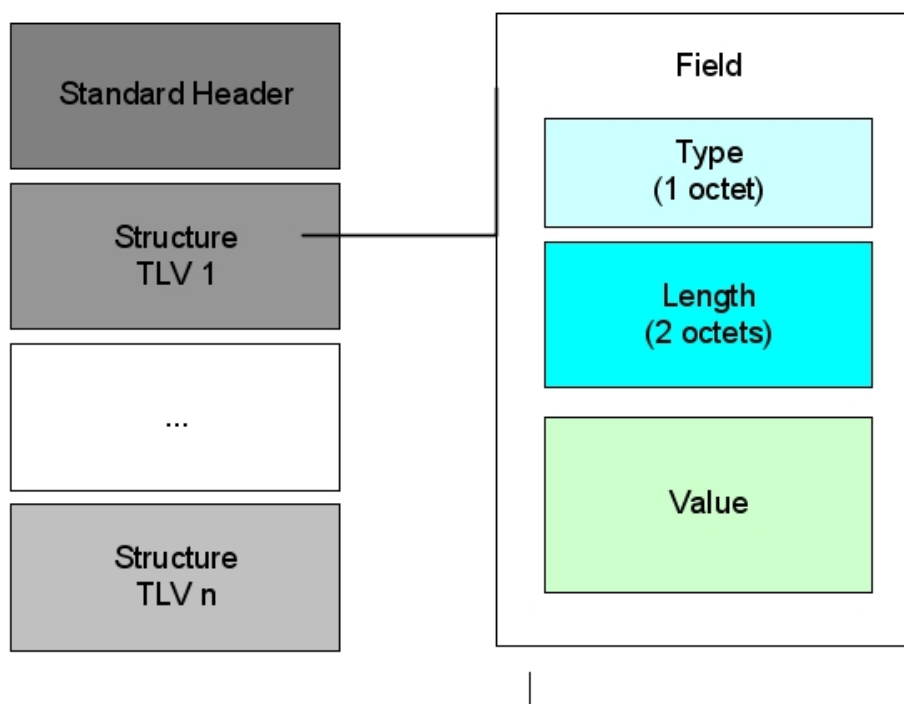 Standard Header
Structure
TLV 1
...
Structure
TLV n
Field
Type
(1 octet)
Length
(2 octets)
Value